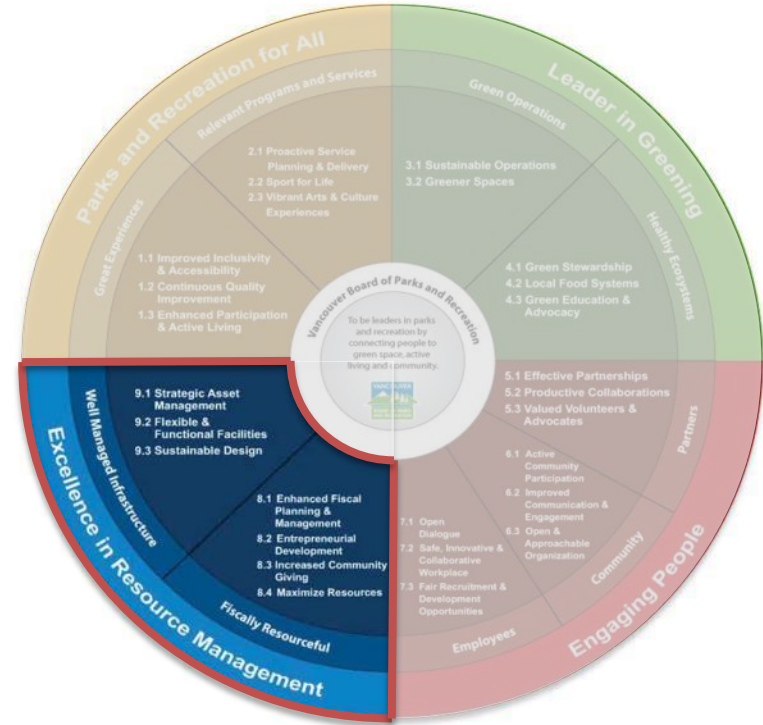 Parks and Recreation for All
Relevant Programs and Services
2.1 Proactive Service
Planning & Delivery
2.2 Sport for Life
2.3 Vibrant Arts & Culture
Experiences
Great Experiences
1.1 Improved Inclusivity
& Accessibility
1.2 Continuous Quality
Improvement
1.3 Enhanced Participation
& Active Living
Leader in Greening
Green Operations
3.1 Sustainable Operations
3.2 Greener Spaces
Healthy Ecosystems
4.1 Green Stewardship
4.2 Local Food Systems
4.3 Green Education &
Advocacy
Vancouver Board of Parks and Recreation
To be leaders in parks
and recreation by
connecting people to
green space, active
living and community.
VANCOUVER
5.1 Effective Partnerships
5.2 Productive Collaborations
5.3 Valued Volunteers &
Advocates
Partners
6.1 Active
Community
Participation
6.2 Improved
Communication &
Engagement
6.3 Open &
Approachable
Organization
Community
7.1 Open
Dialogue
7.2 Safe, Innovative &
Collaborative
Workplace
7.3 Fair Recruitment &
Development
Opportunities
Employees
Engaging People
8.1 Enhanced Fiscal
Planning &
Management
8.2 Entrepreneurial
Development
8.3 Increased Community
Giving
8.4 Maximize Resources
Fiscally Resourceful
9.1 Strategic Asset
Management
9.2 Flexible &
Functional Facilities
9.3 Sustainable Design
Well Managed Infrastructure
Excellence in Resource Management